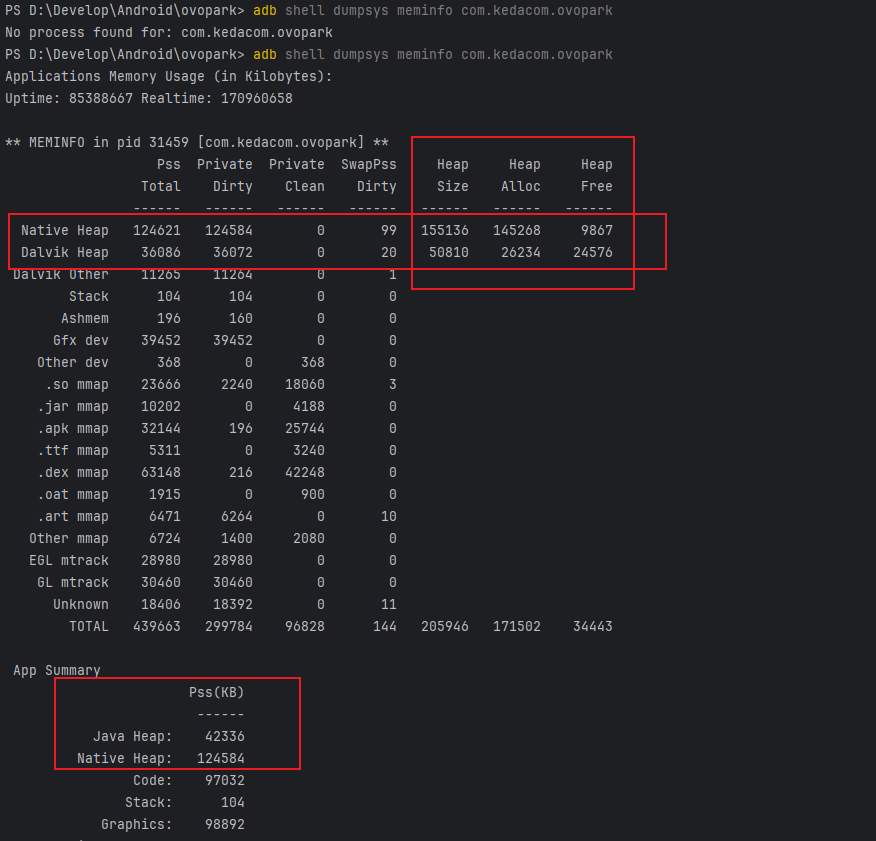 PS D:\Develop\Android\ovopark> adb shell dumpsys meminfo com.kedacom.ovopark
No process found for: com.kedacom.ovopark
PS D:\Develop\Android\ovopark> adb shell dumpsys meminfo com.kedacom.ovopark
Applications Memory Usage (in Kilobytes):
Uptime: 85388667 Realtime: 170960658
** MEMINFO in pid 31459 [com.kedacom.ovopark] **
Pss Private Private SwapPss Heap Heap Heap
Total Dirty Clean Dirty Size Alloc Free
------ ------ ------ ------ ------ ------ ------
Native Heap 124621 124584 0 99 155136 145268 9867
Dalvik Heap 36086 36072 0 20 50810 26234 24576
Dalvik Other 11265 11264 0 1
Stack 104 104 0 0
Ashmem 196 160 0 0
Gfx dev 39452 39452 0 0
Other dev 368 0 368 0
.so mmap 23666 2240 18060 3
.jar mmap 10202 0 4188 0
.apk mmap 32144 196 25744 0
.ttf mmap 5311 0 3240 0
.dex mmap 63148 216 42248 0
.oat mmap 1915 0 900 0
.art mmap 6471 6264 0 10
Other mmap 6724 1400 2080 0
EGL mtrack 28980 28980 0 0
GL mtrack 30460 30460 0 0
Unknown 18406 18392 0 11
TOTAL 439663 299784 96828 144 205946 171502 34443
App Summary
Pss(KB)
------
Java Heap: 42336
Native Heap: 124584
Code: 97032
Stack: 104
Graphics: 98892